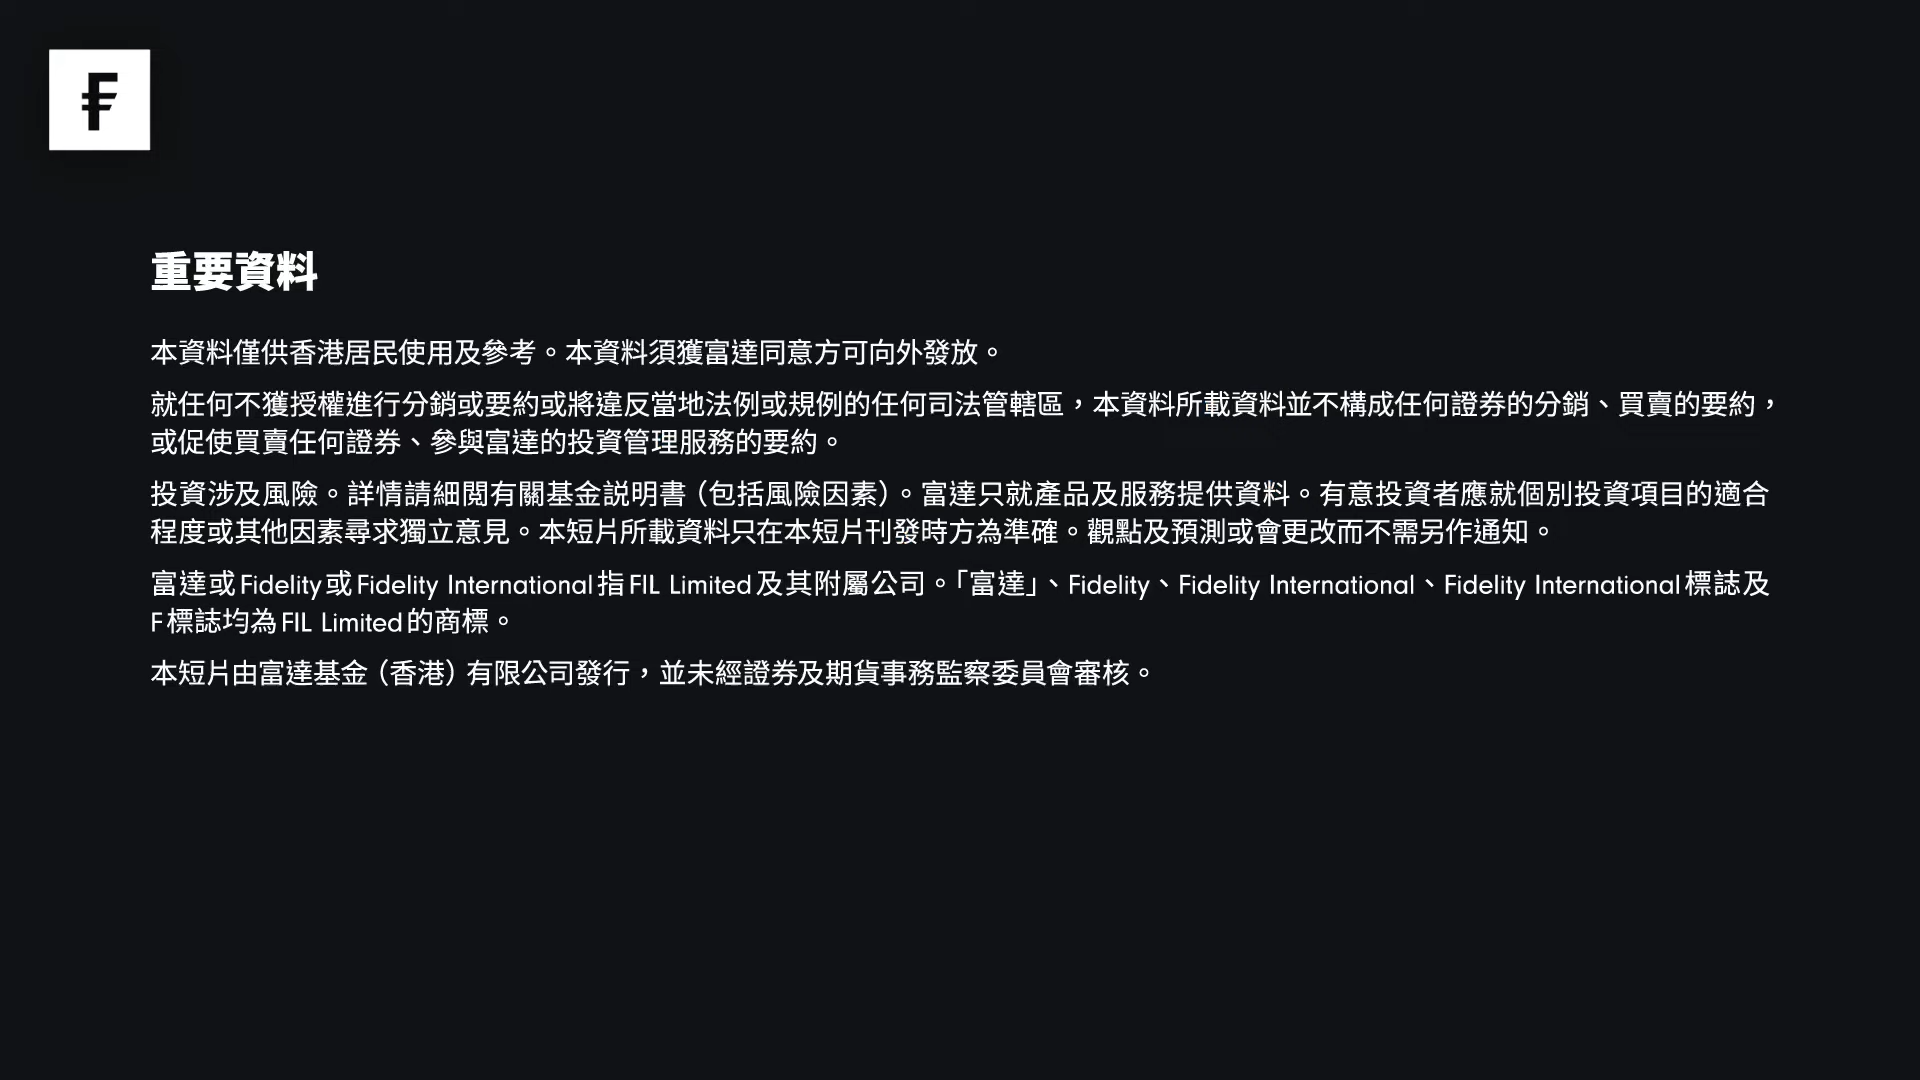 重要資料
本資料僅供香港居民使用及參考。本資料須獲富達同意方可向外發放。
就任何不獲授權進行分銷或要約或將違反當地法例或規例的任何司法管轄區，本資料所載資料並不構成任何證券的分銷、買賣的要約，
或促使買賣任何證券、參與富達的投資管理服務的要約。
投資涉及風險。詳情請細閲有關基金説明書（包括風險因素）。富達只就產品及服務提供資料。有意投資者應就個別投資項目的適合
程度或其他因素尋求獨立意見。本短片所載資料只在本短片刊發時方為準確。觀點及預測或會更改而不需另作通知。
富達或Fidelity或Fidelity International指FIL Limited及其附屬公司。「富達」、Fidelity、Fidelity International、Fidelity International標誌及
F標誌均為FIL Limited的商標。
本短片由富達基金（香港）有限公司發行，並未經證券及期貨事務監察委員會審核。